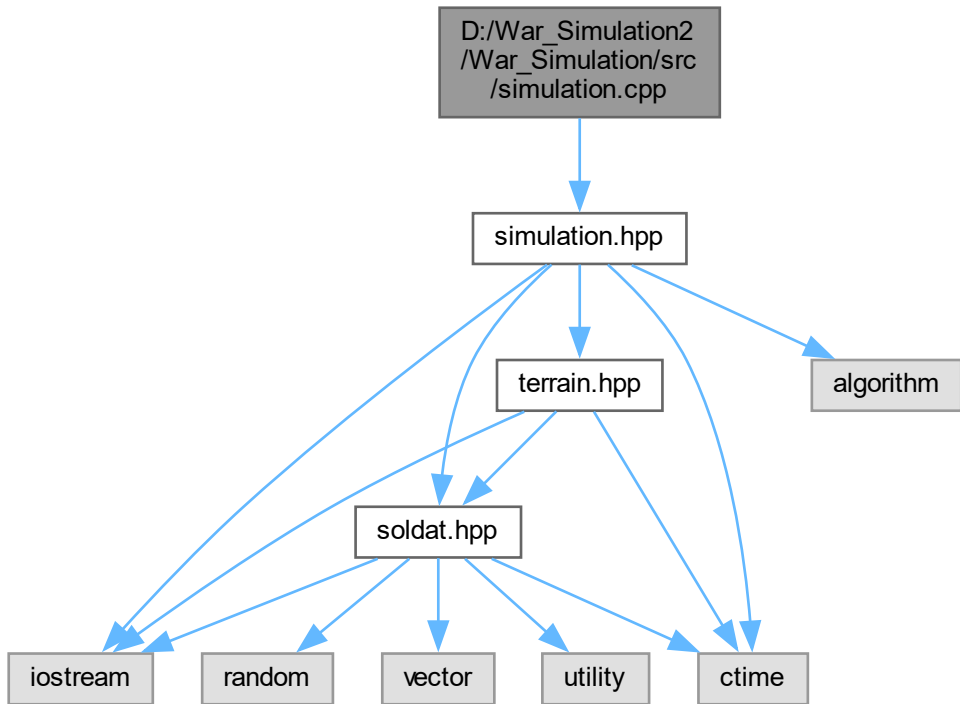 D:/War_Simulation2
/War_Simulation/src
/simulation.cpp
simulation.hpp
terrain.hpp
algorithm
soldat.hpp
iostream
random
vector
utility
ctime